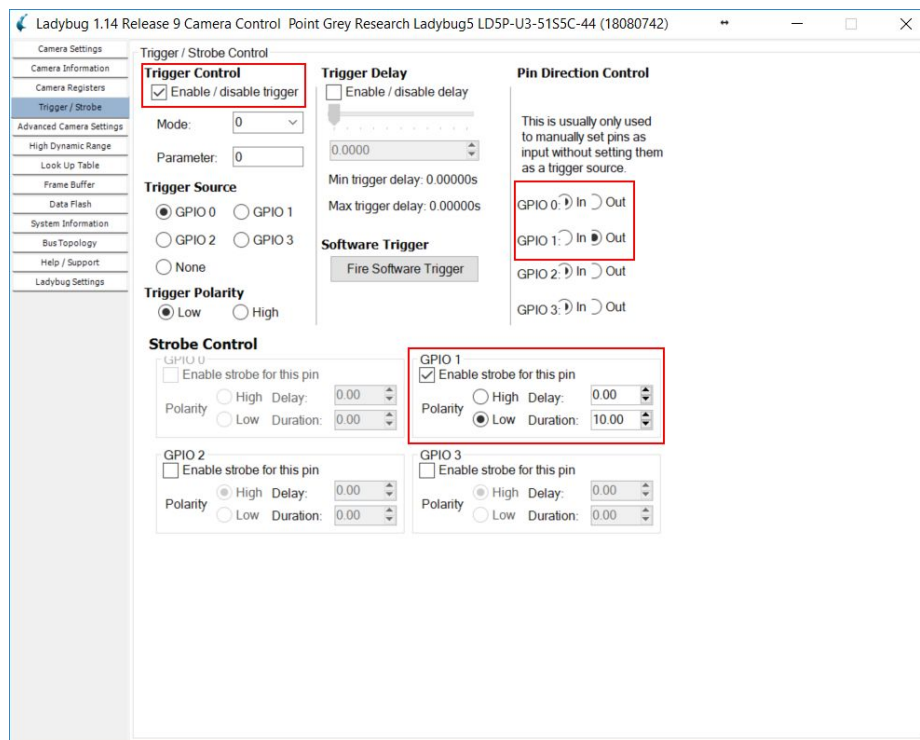 Ladybug 1.14 Release 9 Camera Control Point Grey Research Ladybug5 LD5P-U3-51S5C-44 (18080742)
Camera Settings
Camera Information
Camera Registers
Trigger / Strobe
Advanced Camera Settings
High Dynamic Range
Look Up Table
Frame Buffer
Data Flash
System Information
Bus Topology
Help / Support
Ladybug Settings
Trigger / Strobe Control
Trigger Control
Enable / disable trigger
Mode: 0
Parameter: 0
Trigger Source
GPIO 0 GPIO 1
GPIO 2 GPIO 3
None
Trigger Polarity
Low High
Trigger Delay
Enable / disable delay
0.0000
Min trigger delay: 0.00000s
Max trigger delay: 0.00000s
Software Trigger
Fire Software Trigger
Pin Direction Control
This is usually only used
to manually set pins as
input without setting them
as a trigger source.
GPIO 0: In Out
GPIO 1: In Out
GPIO 2: In Out
GPIO 3: In Out
Strobe Control
GPIO 0
Enable strobe for this pin
Polarity
High Delay: 0.00
Low Duration: 0.00
GPIO 1
Enable strobe for this pin
Polarity
High Delay: 0.00
Low Duration: 10.00
GPIO 2
Enable strobe for this pin
Polarity
High Delay: 0.00
Low Duration: 0.00
GPIO 3
Enable strobe for this pin
Polarity
High Delay: 0.00
Low Duration: 0.00